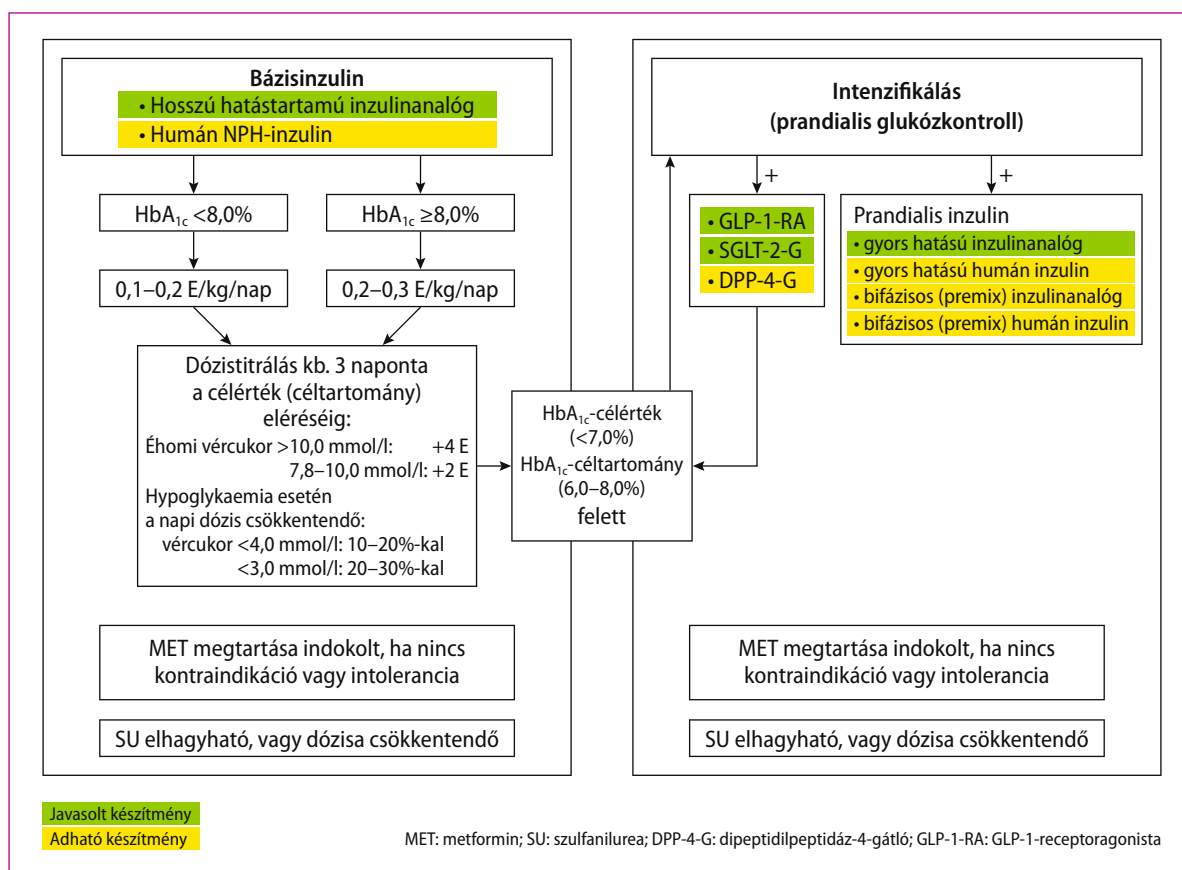 Bázisinzulin
• Hosszú hatástartamú inzulinanalóg
• Humán NPH-inzulin
HbA1c <8,0%
HbA1c ≥8,0%
0,1–0,2 E/kg/nap
0,2–0,3 E/kg/nap
Dózistitrálás kb. 3 naponta
a célérték (céltartomány)
eléréséig:
Éhomi vércukor >10,0 mmol/l: +4 E
7,8–10,0 mmol/l: +2 E
Hypoglykaemia esetén
a napi dózis csökkentendő:
vércukor <4,0 mmol/l: 10–20%-kal
<3,0 mmol/l: 20–30%-kal
MET megtartása indokolt, ha nincs
kontraindikáció vagy intolerancia
SU elhagyható, vagy dózisa csökkentendő
HbA1c-célérték
(<7,0%)
HbA1c-céltartomány
(6,0–8,0%)
felett
Intenzifikálás
(prandialis glukózkontroll)
+
+
• GLP-1-RA
• SGLT-2-G
• DPP-4-G
Prandialis inzulin
• gyors hatású inzulinanalóg
• gyors hatású humán inzulin
• bifázisos (premix) inzulinanalóg
• bifázisos (premix) humán inzulin
MET megtartása indokolt, ha nincs
kontraindikáció vagy intolerancia
SU elhagyható, vagy dózisa csökkentendő
Javasolt készítmény
Adható készítmény
MET: metformin; SU: szulfanilurea; DPP-4-G: dipeptidilpeptidáz-4-gátló; GLP-1-RA: GLP-1-receptoragonista